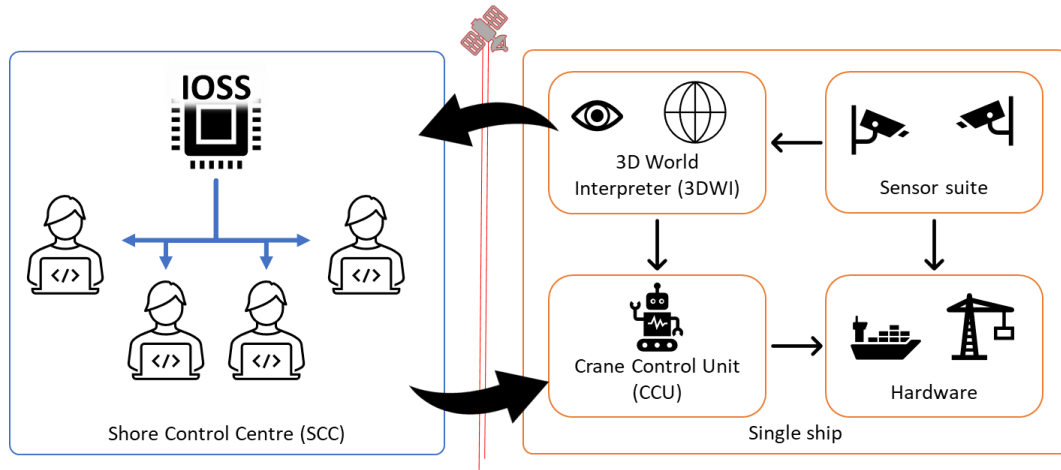 IOSS
</>
</>
</>
</>
Shore Control Centre (SCC)
3D World
Interpreter (3DWI)
Sensor suite
Crane Control Unit
(CCU)
Hardware
Single ship